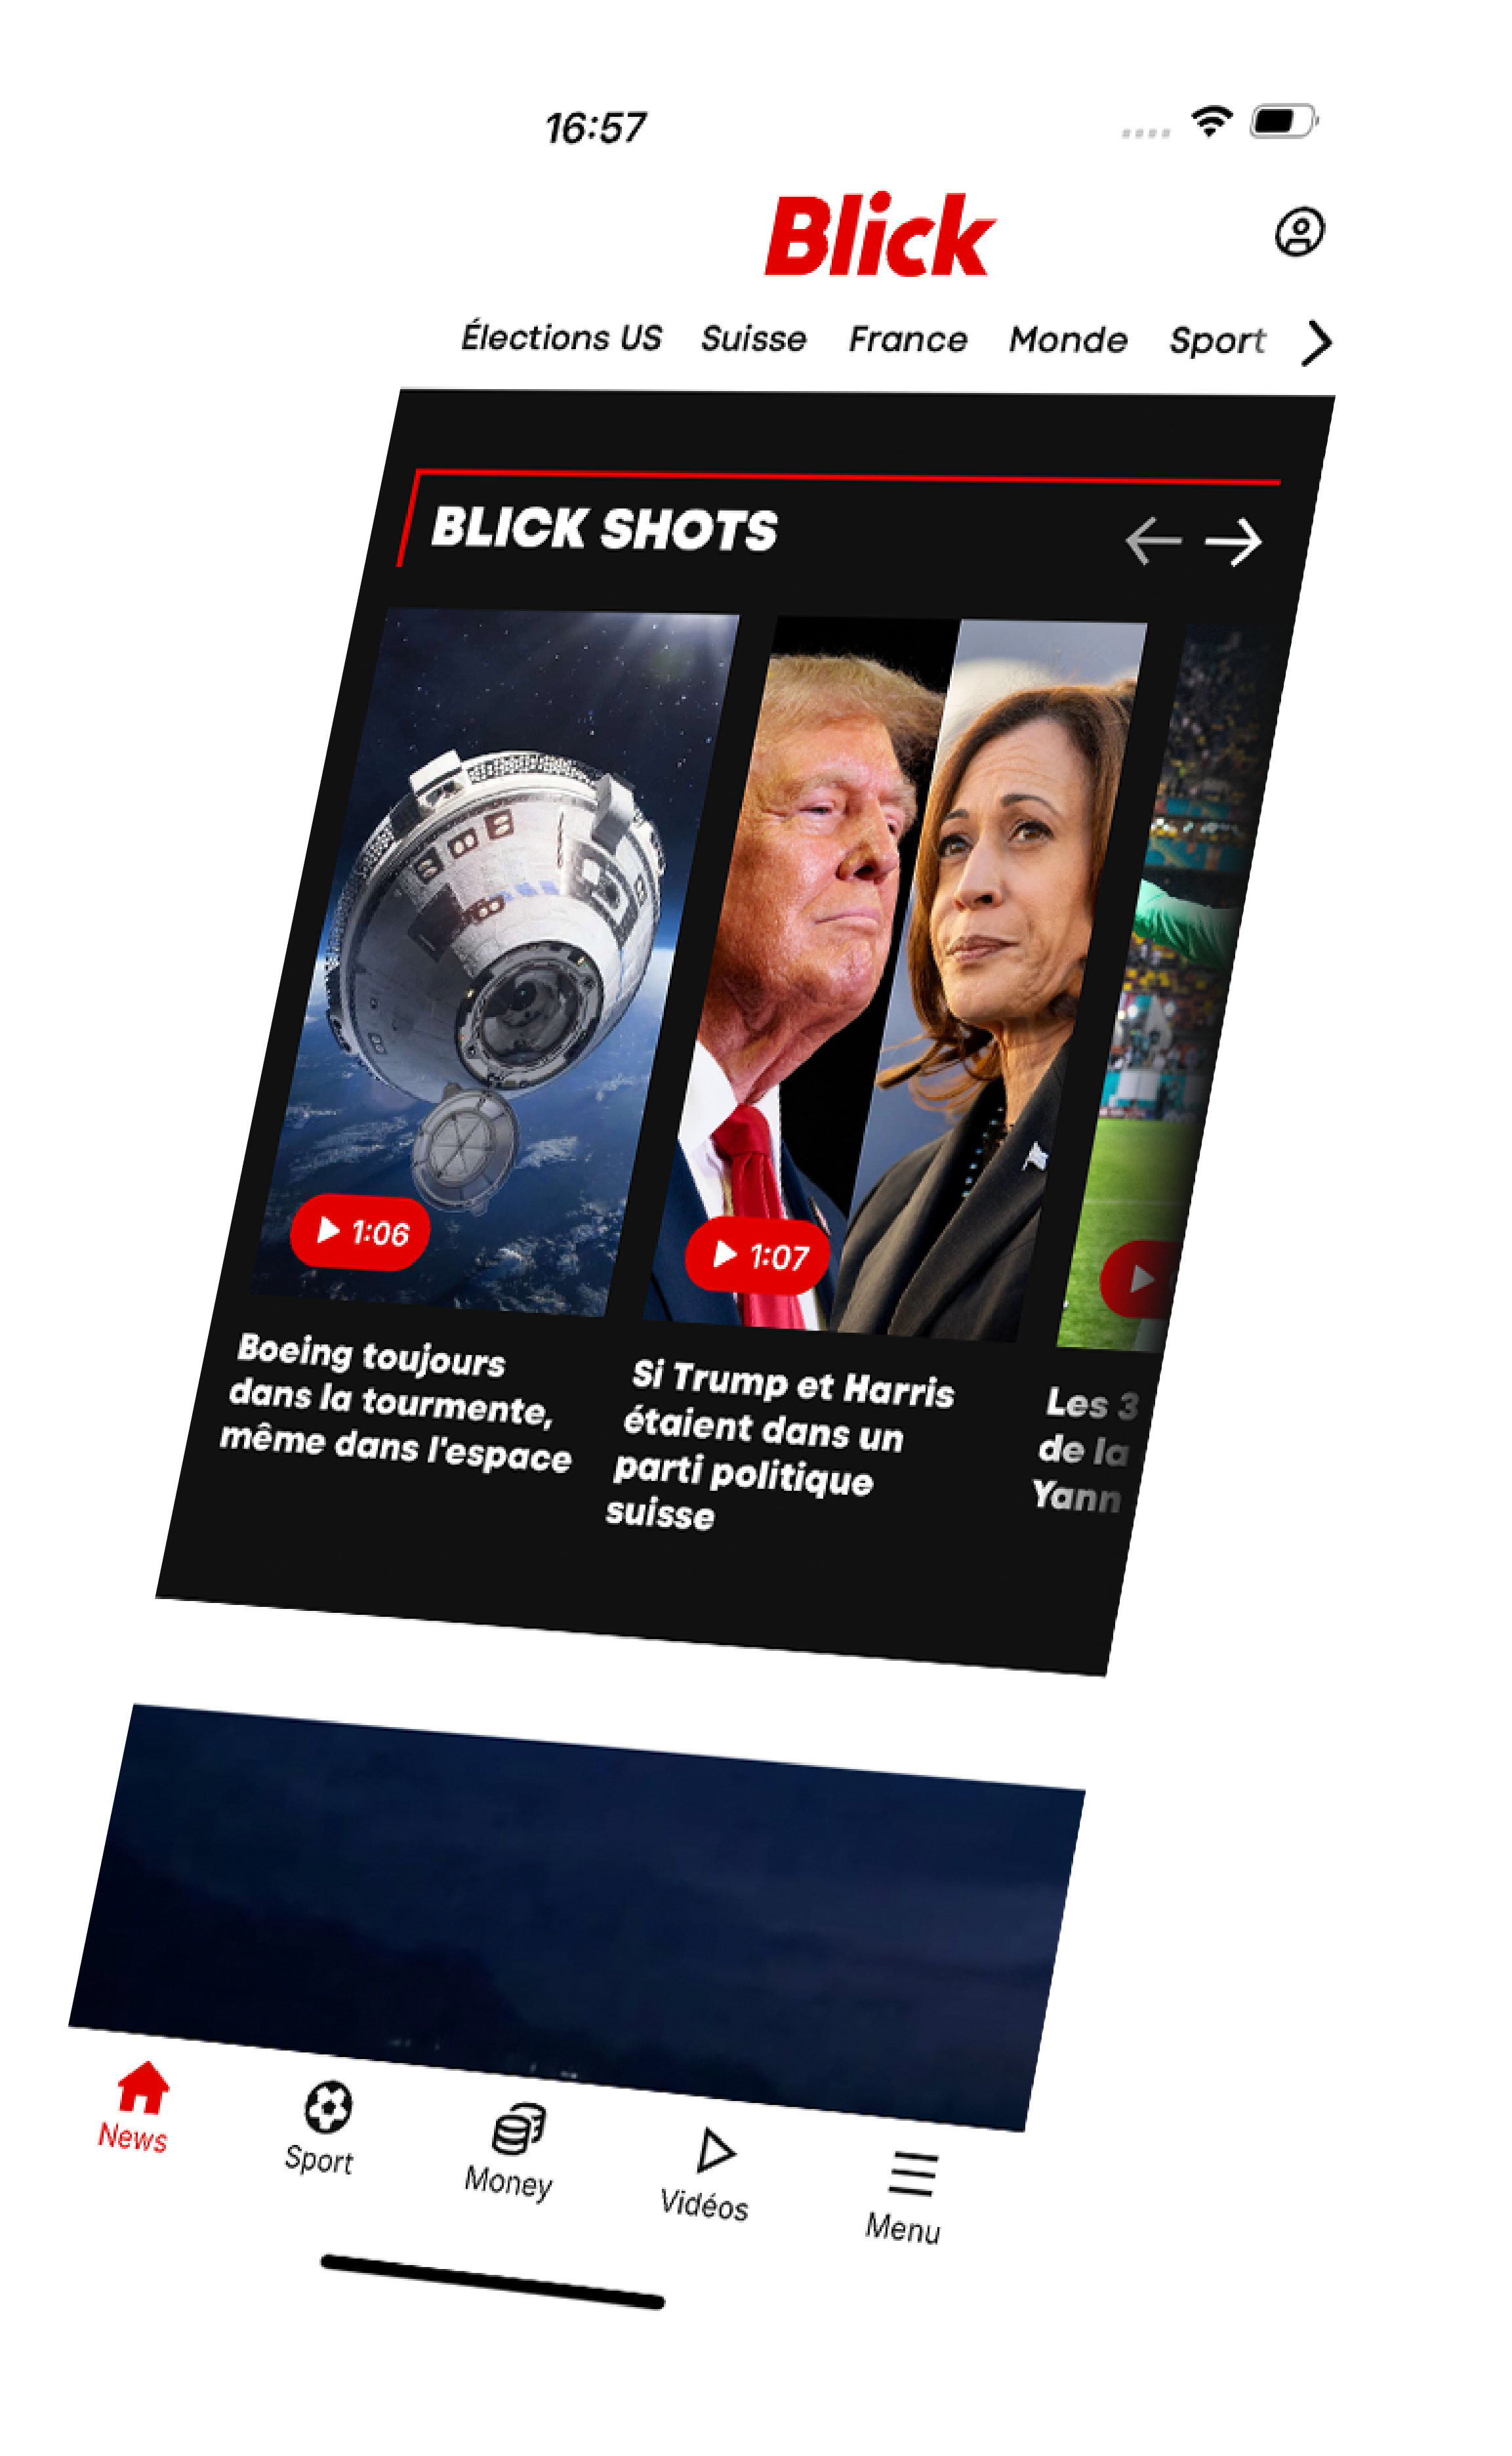 16:57
Blick
Élections US Suisse France Monde Sport
BLICK SHOTS
1:06
1:07
Boeing toujours
dans la tourmente,
même dans l'espace
Si Trump et Harris
étaient dans un
parti politique
suisse
Les 3
de la
Yann
News
Sport
Money
Vidéos
Menu